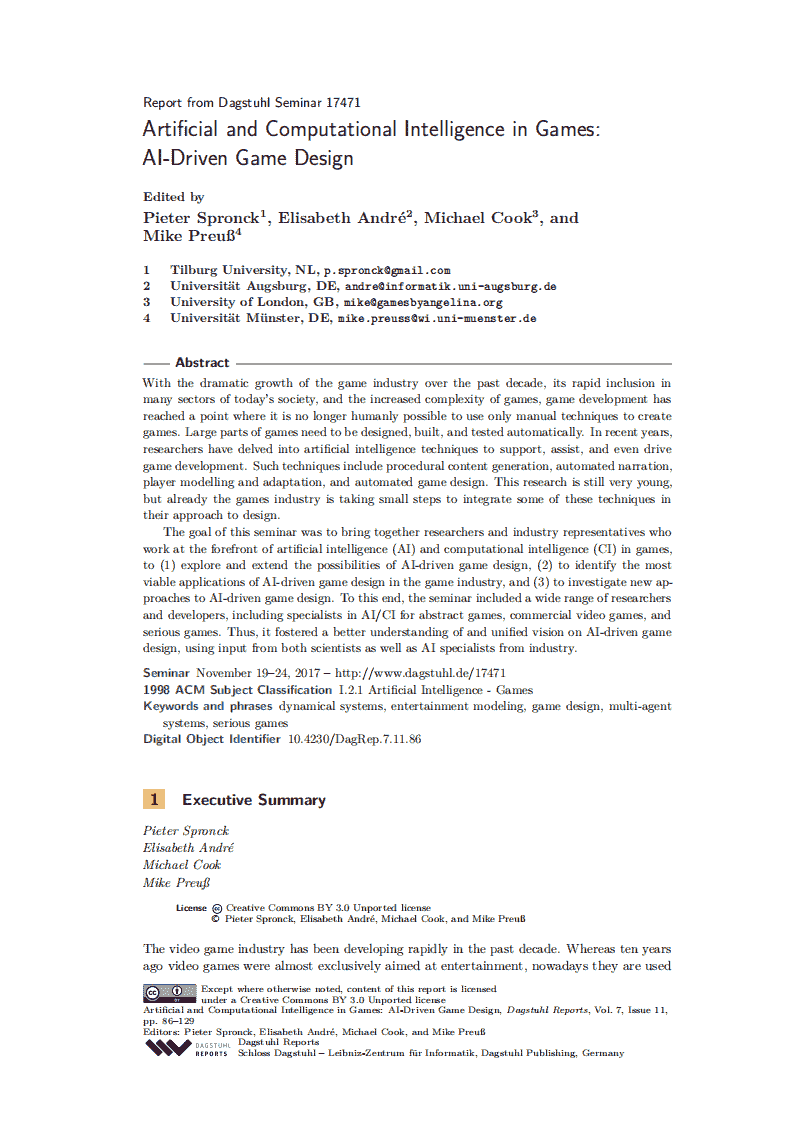 Report from Dagstuhl Seminar 17471
Artificial and Computational Intelligence in Games:
AI-Driven Game Design
Edited by
Pieter Spronck1, Elisabeth André2, Michael Cook3, and
Mike Preuß4
1 Tilburg University, NL, p.spronck@gmail.com
2 Universität Augsburg, DE, andre@informatik.uni-augsburg.de
3 University of London, GB, mike@gamesbyangelina.org
4 Universität Münster, DE, mike.preuss@wi.uni-muenster.de
Abstract
With the dramatic growth of the game industry over the past decade, its rapid inclusion in
many sectors of today's society, and the increased complexity of games, game development has
reached a point where it is no longer humanly possible to use only manual techniques to create
games. Large parts of games need to be designed, built, and tested automatically. In recent years,
researchers have delved into artificial intelligence techniques to support, assist, and even drive
game development. Such techniques include procedural content generation, automated narration,
player modelling and adaptation, and automated game design. This research is still very young,
but already the games industry is taking small steps to integrate some of these techniques in
their approach to design.
The goal of this seminar was to bring together researchers and industry representatives who
work at the forefront of artificial intelligence (AI) and computational intelligence (CI) in games,
to (1) explore and extend the possibilities of AI-driven game design, (2) to identify the most
viable applications of AI-driven game design in the game industry, and (3) to investigate new ap-
proaches to AI-driven game design. To this end, the seminar included a wide range of researchers
and developers, including specialists in AI/CI for abstract games, commercial video games, and
serious games. Thus, it fostered a better understanding of and unified vision on AI-driven game
design, using input from both scientists as well as AI specialists from industry.
Seminar November 19–24, 2017 – http://www.dagstuhl.de/17471
1998 ACM Subject Classification I.2.1 Artificial Intelligence - Games
Keywords and phrases dynamical systems, entertainment modeling, game design, multi-agent
systems, serious games
Digital Object Identifier 10.4230/DagRep.7.11.86
1 Executive Summary
Pieter Spronck
Elisabeth André
Michael Cook
Mike Preuß
License cc Creative Commons BY 3.0 Unported license
© Pieter Spronck, Elisabeth André, Michael Cook, and Mike Preuß
The video game industry has been developing rapidly in the past decade. Whereas ten years
ago video games were almost exclusively aimed at entertainment, nowadays they are used
cc BY
Except where otherwise noted, content of this report is licensed
under a Creative Commons BY 3.0 Unported license
Artificial and Computational Intelligence in Games: AI-Driven Game Design, Dagstuhl Reports, Vol. 7, Issue 11,
pp. 86–129
Editors: Pieter Spronck, Elisabeth André, Michael Cook, and Mike Preuß
DAGSTUHL
REPORTS
Dagstuhl Reports
Schloss Dagstuhl – Leibniz-Zentrum für Informatik, Dagstuhl Publishing, Germany